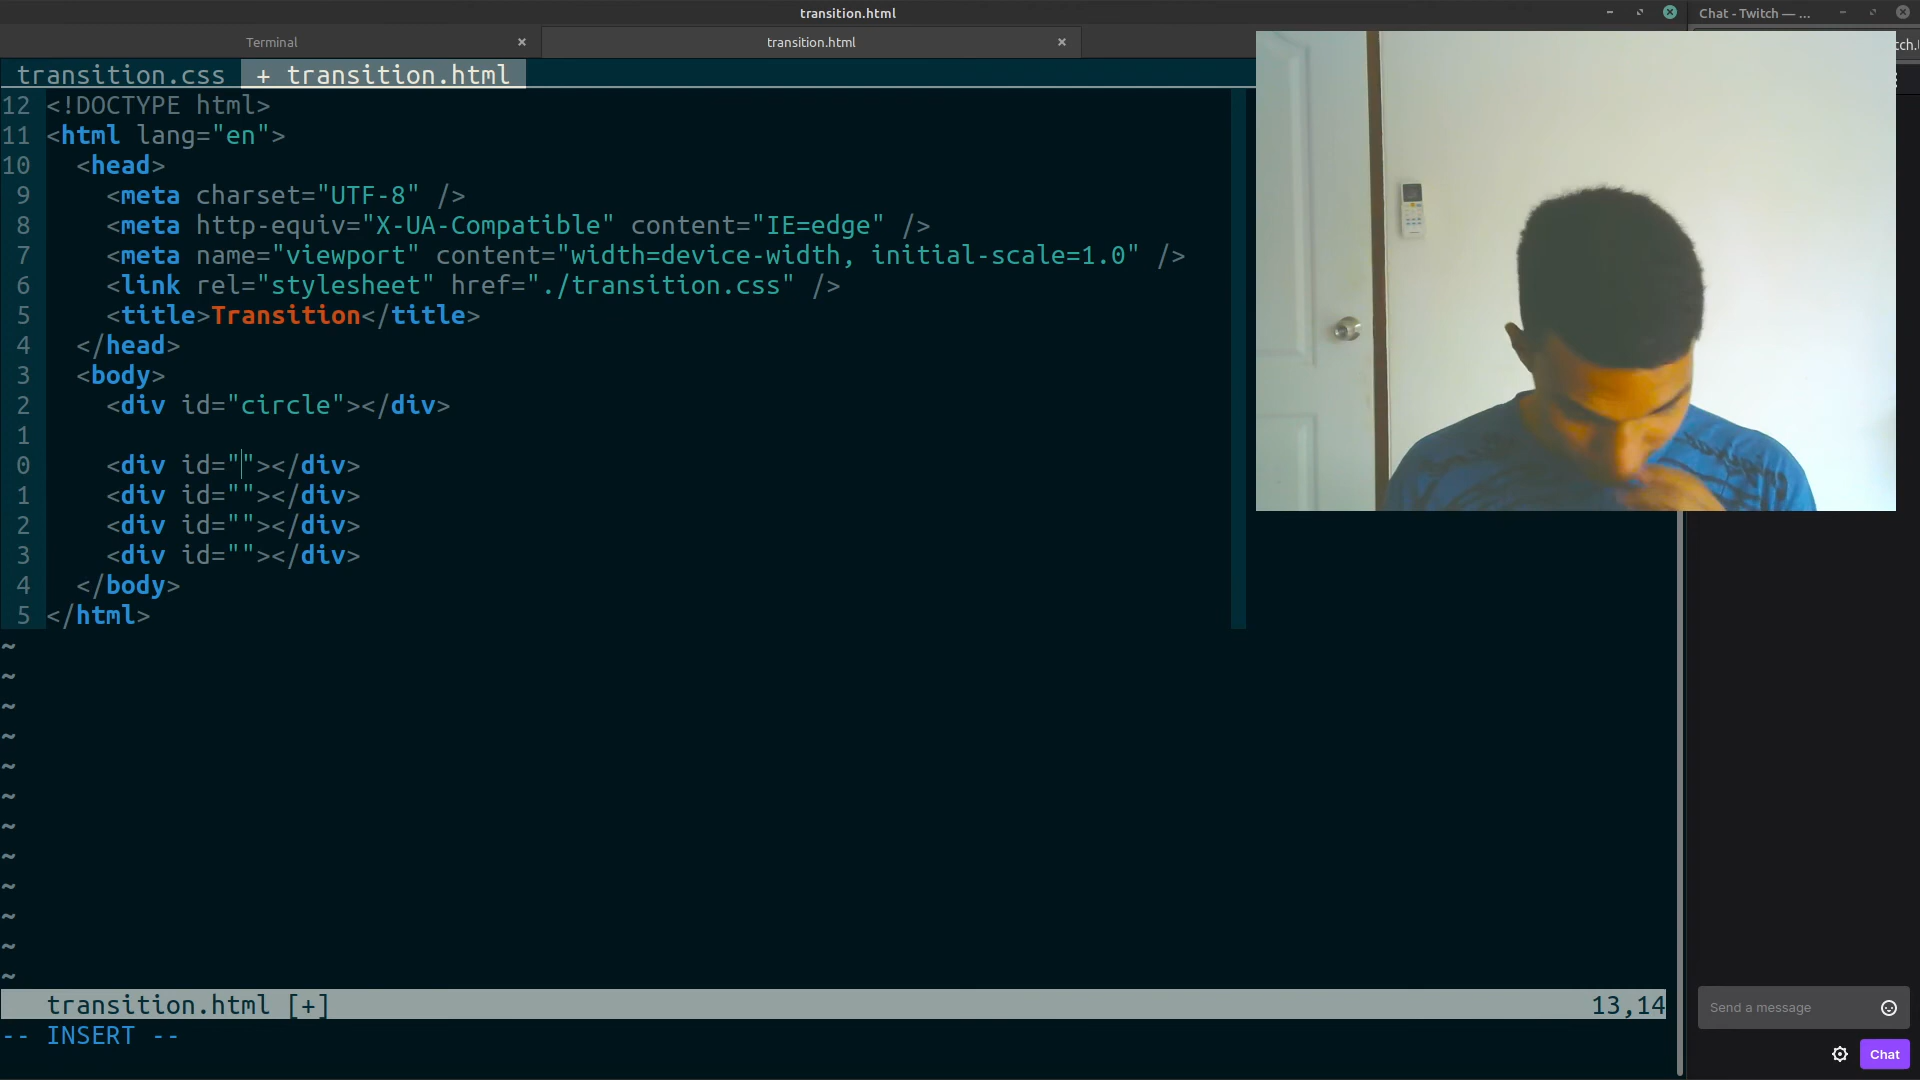 transition.html
Chat - Twitch — ...
Terminal
transition.html
tch.
transition.css + transition.html
12 <!DOCTYPE html>
11 <html lang="en">
10 <head>
9 <meta charset="UTF-8" />
8 <meta http-equiv="X-UA-Compatible" content="IE=edge" />
7 <meta name="viewport" content="width=device-width, initial-scale=1.0" />
6 <link rel="stylesheet" href="./transition.css" />
5 <title>Transition</title>
4 </head>
3 <body>
2 <div id="circle"></div>
1
0 <div id=""></div>
1 <div id=""></div>
2 <div id=""></div>
3 <div id=""></div>
4 </body>
5 </html>
~
~
~
~
~
~
~
~
~
~
~
~
transition.html [+] 13,14
-- INSERT --
Send a message
Chat